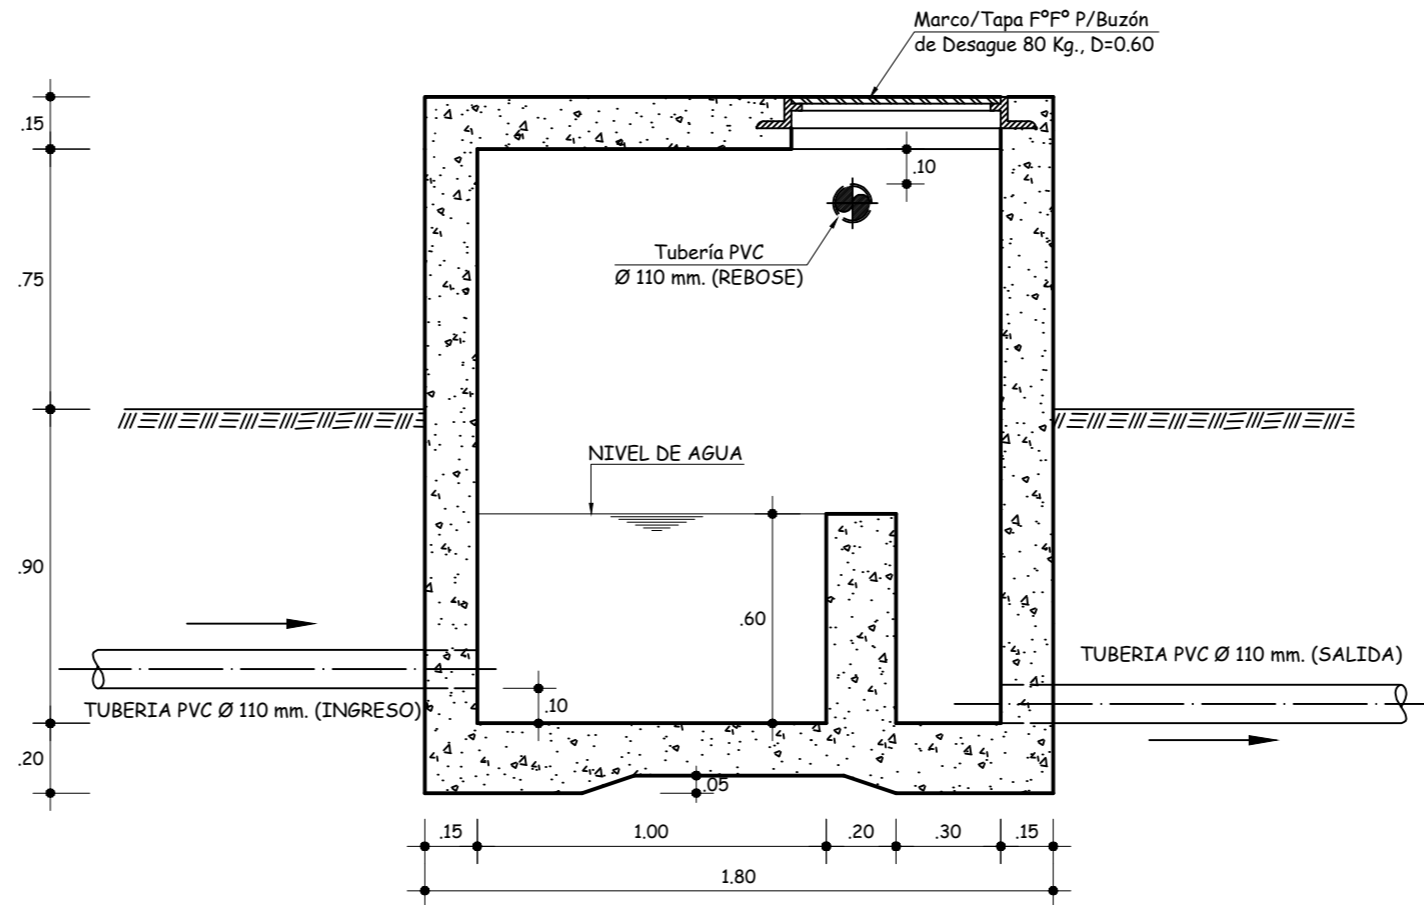 Marco/Tapa FºFº P/Buzón
de Desague 80 Kg., D=0.60
.15
.10
.75
Tubería PVC
Ø 110 mm. (REBOSE)
NIVEL DE AGUA
.90
.60
TUBERIA PVC Ø 110 mm. (SALIDA)
TUBERIA PVC Ø 110 mm. (INGRESO)
.10
.20
.05
.15
1.00
.20
.30
.15
1.80